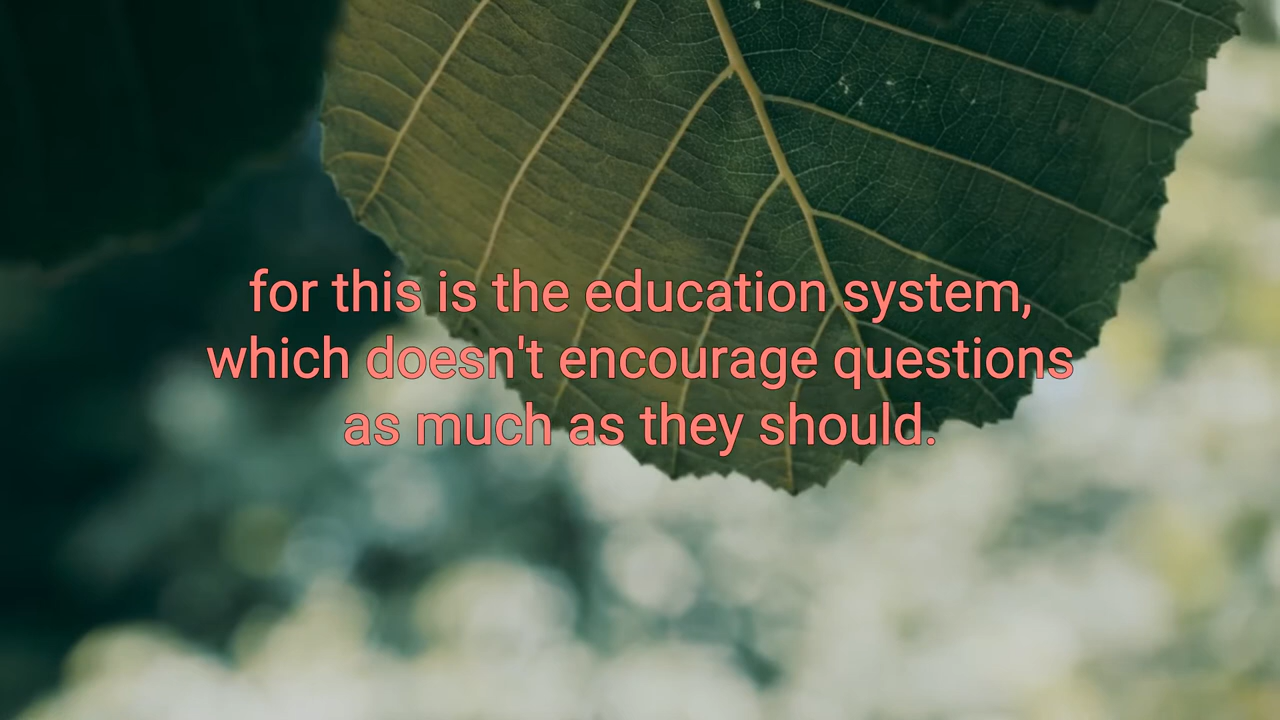 for this is the education system,
which doesn't encourage questions
as much as they should.